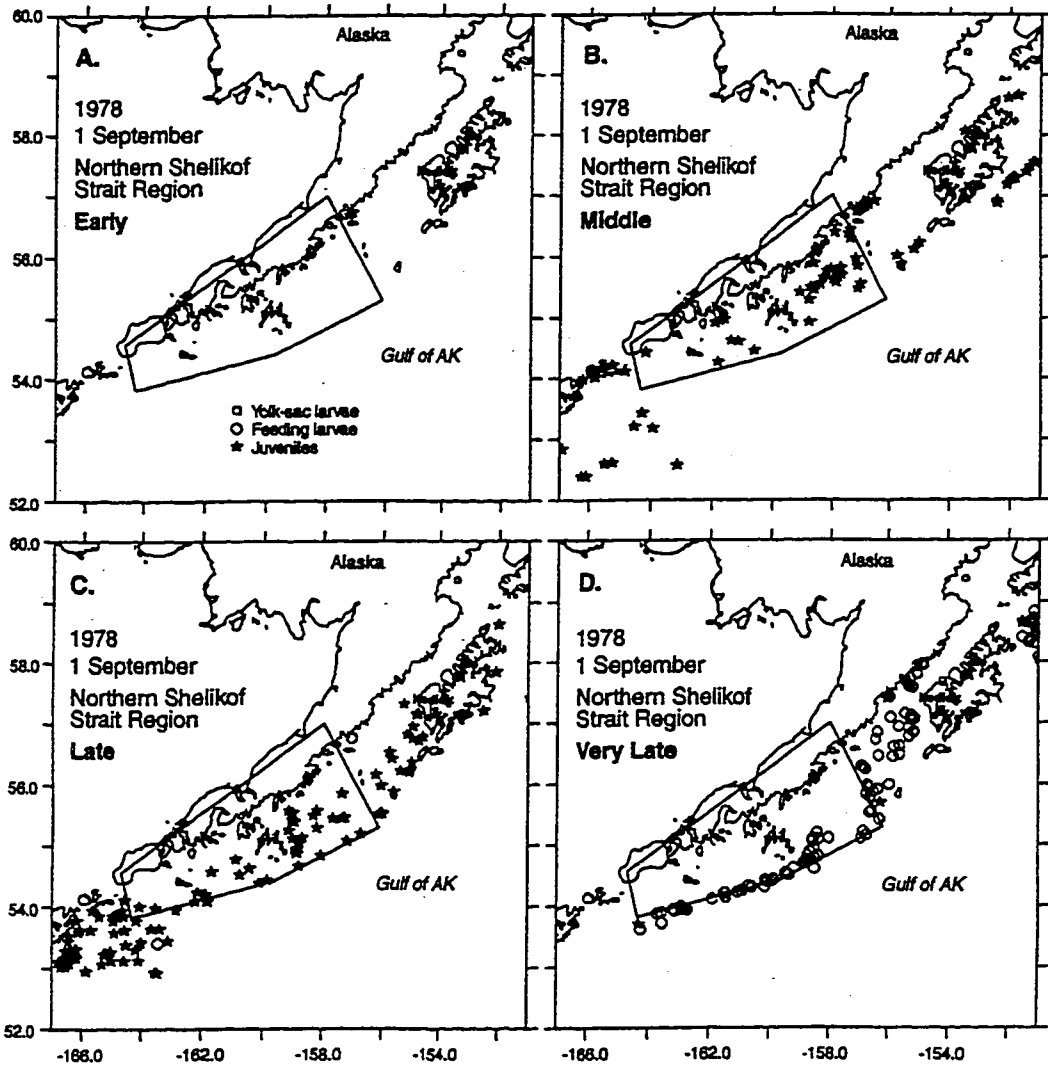 60.0
58.0
56.0
54.0
52.0
A.
Alaska
1978
1 September
Northern Shelikof
Strait Region
Early
Gulf of AK
Yolk-sac larvae
Feeding larvae
Juveniles
B.
Alaska
1978
1 September
Northern Shelikof
Strait Region
Middle
Gulf of AK
60.0
58.0
56.0
54.0
52.0
C.
Alaska
1978
1 September
Northern Shelikof
Strait Region
Late
Gulf of AK
-166.0
-162.0
-158.0
-154.0
D.
Alaska
1978
1 September
Northern Shelikof
Strait Region
Very Late
Gulf of AK
-166.0
-162.0
-158.0
-154.0